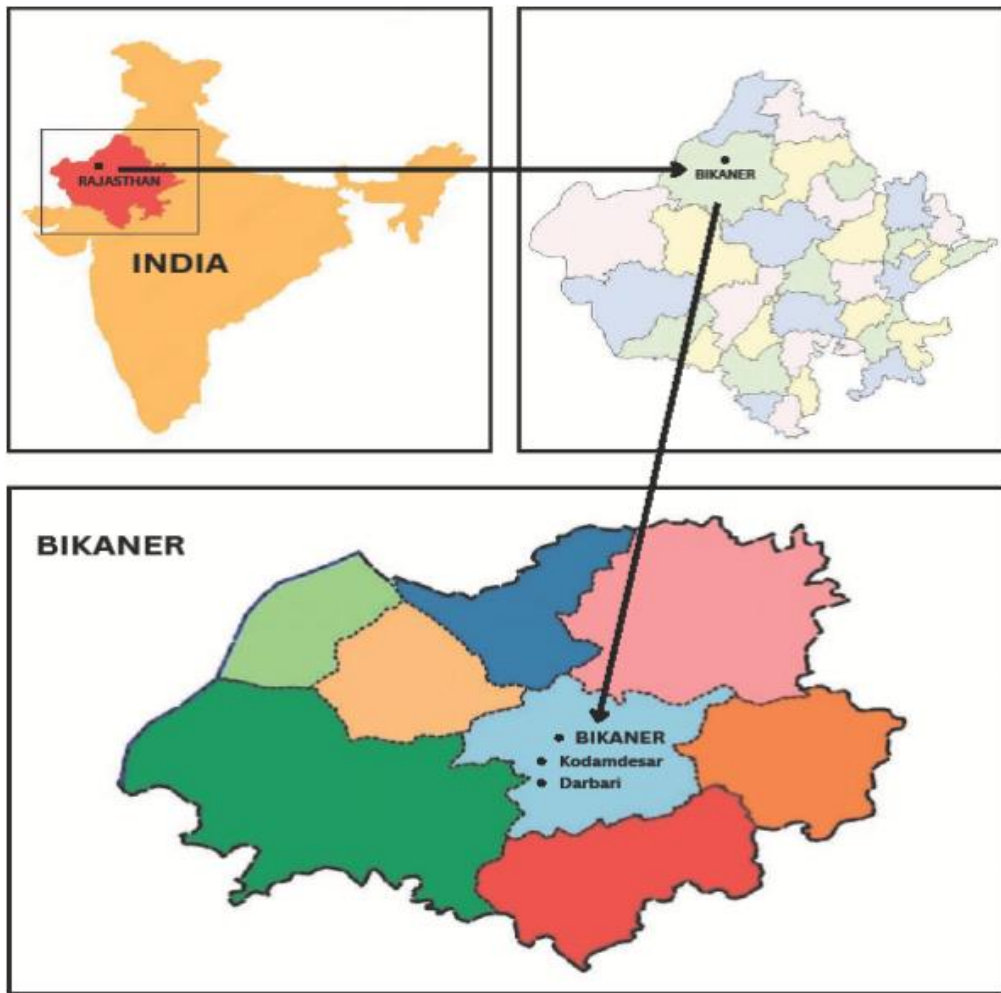 RAJASTHAN
INDIA
BIKANER
BIKANER
BIKANER
Kodamdesar
Darbari